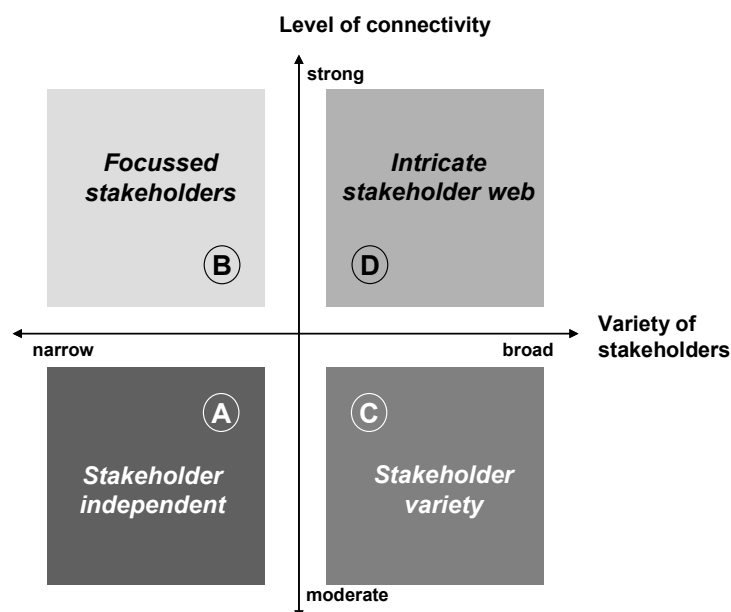 Level of connectivity
strong
Focussed
stakeholders
B
Intricate
stakeholder web
D
narrow
broad
Variety of
stakeholders
A
Stakeholder
independent
C
Stakeholder
variety
moderate